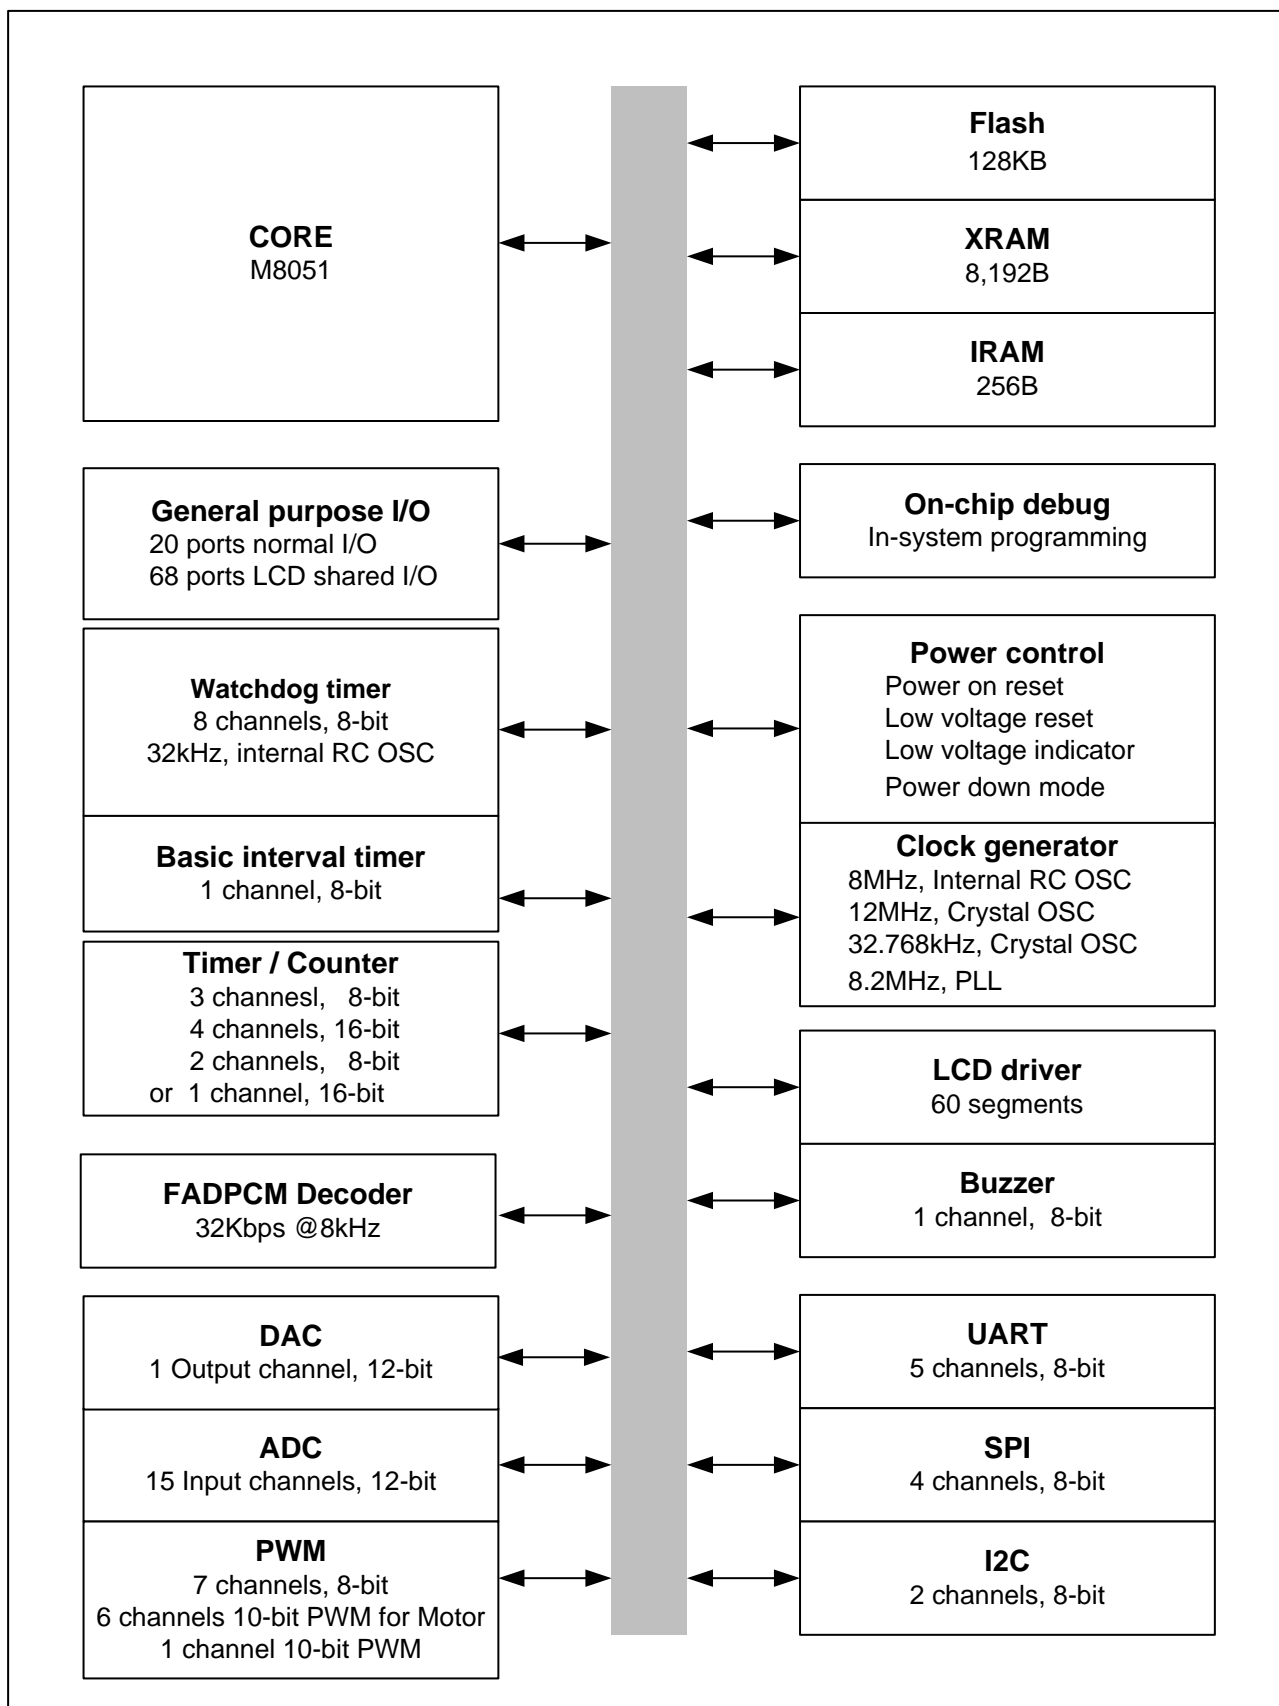 CORE
M8051
General purpose I/O
20 ports normal I/O
68 ports LCD shared I/O
Watchdog timer
8 channels, 8-bit
32kHz, internal RC OSC
Basic interval timer
1 channel, 8-bit
Timer / Counter
3 channesl, 8-bit
4 channels, 16-bit
2 channels, 8-bit
or 1 channel, 16-bit
FADPCM Decoder
32Kbps @8kHz
DAC
1 Output channel, 12-bit
ADC
15 Input channels, 12-bit
PWM
7 channels, 8-bit
6 channels 10-bit PWM for Motor
1 channel 10-bit PWM
Flash
128KB
XRAM
8,192B
IRAM
256B
On-chip debug
In-system programming
Power control
Power on reset
Low voltage reset
Low voltage indicator
Power down mode
Clock generator
8MHz, Internal RC OSC
12MHz, Crystal OSC
32.768kHz, Crystal OSC
8.2MHz, PLL
LCD driver
60 segments
Buzzer
1 channel, 8-bit
UART
5 channels, 8-bit
SPI
4 channels, 8-bit
I2C
2 channels, 8-bit